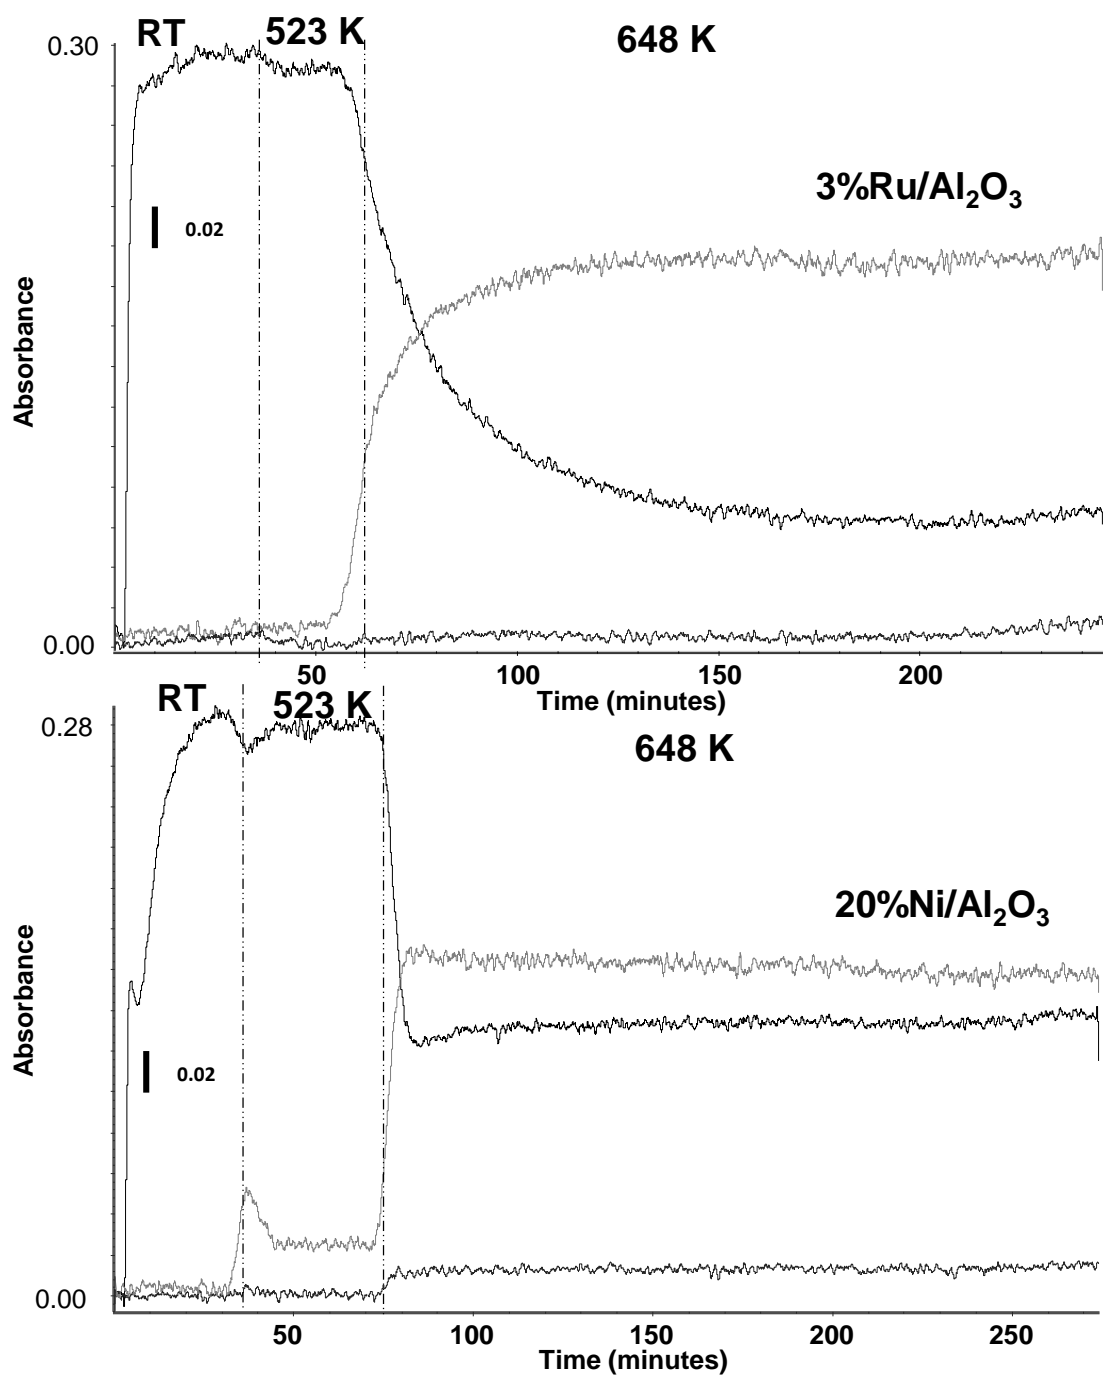 RT 523 K 648 K
0.30
3%Ru/Al₂O₃
0.02
Absorbance
0.00
50 100 150 200
Time (minutes)
RT 523 K 648 K
0.28
20%Ni/Al₂O₃
Absorbance
0.02
0.00
50 100 150 200 250
Time (minutes)